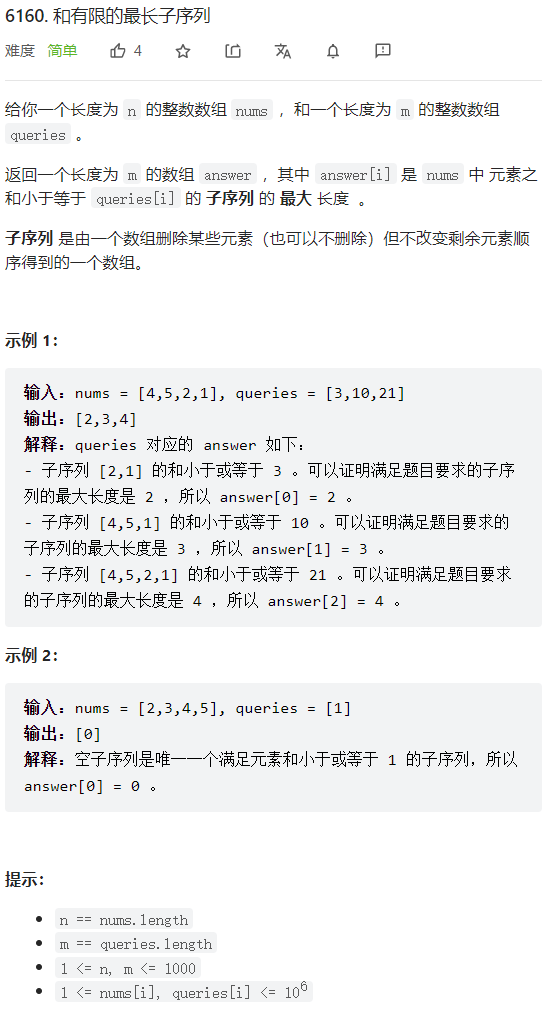 6160. 和有限的最长子序列
难度 简单 4
给你一个长度为 n 的整数数组 nums ，和一个长度为 m 的整数数组
queries 。
返回一个长度为 m 的数组 answer ，其中 answer[i] 是 nums 中 元素之
和小于等于 queries[i] 的 子序列 的 最大 长度 。
子序列 是由一个数组删除某些元素（也可以不删除）但不改变剩余元素顺
序得到的一个数组。
示例 1：
输入：nums = [4,5,2,1], queries = [3,10,21]
输出：[2,3,4]
解释：queries 对应的 answer 如下：
- 子序列 [2,1] 的和小于或等于 3 。可以证明满足题目要求的子序
列的最大长度是 2 ，所以 answer[0] = 2 。
- 子序列 [4,5,1] 的和小于或等于 10 。可以证明满足题目要求的
子序列的最大长度是 3 ，所以 answer[1] = 3 。
- 子序列 [4,5,2,1] 的和小于或等于 21 。可以证明满足题目要求
的子序列的最大长度是 4 ，所以 answer[2] = 4 。
示例 2：
输入：nums = [2,3,4,5], queries = [1]
输出：[0]
解释：空子序列是唯一一个满足元素和小于或等于 1 的子序列，所以
answer[0] = 0 。
提示：
n == nums.length
m == queries.length
1 <= n, m <= 1000
1 <= nums[i], queries[i] <= 10⁶